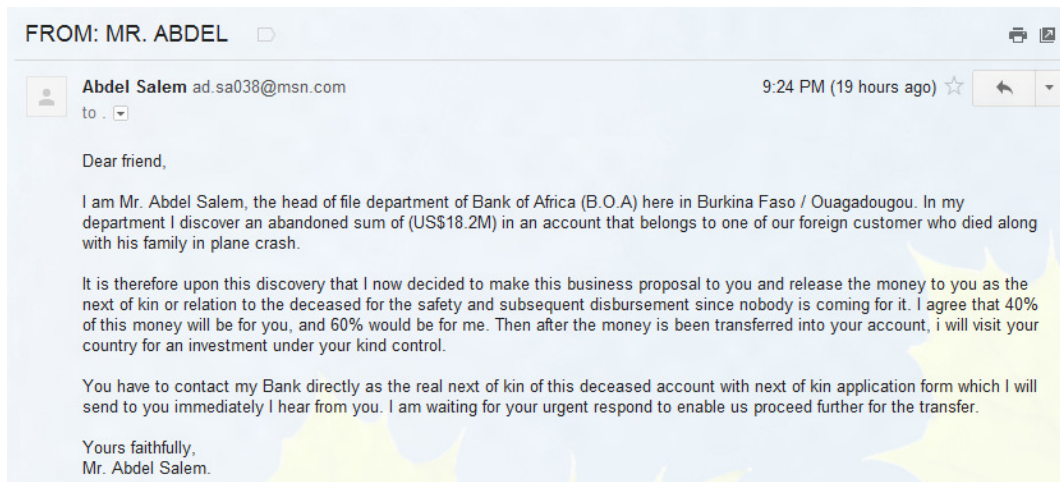 FROM: MR. ABDEL
Abdel Salem ad.sa038@msn.com
9:24 PM (19 hours ago)
to .
Dear friend,
I am Mr. Abdel Salem, the head of file department of Bank of Africa (B.O.A) here in Burkina Faso / Ouagadougou. In my
department I discover an abandoned sum of (US$18.2M) in an account that belongs to one of our foreign customer who died along
with his family in plane crash.
It is therefore upon this discovery that I now decided to make this business proposal to you and release the money to you as the
next of kin or relation to the deceased for the safety and subsequent disbursement since nobody is coming for it. I agree that 40%
of this money will be for you, and 60% would be for me. Then after the money is been transferred into your account, i will visit your
country for an investment under your kind control.
You have to contact my Bank directly as the real next of kin of this deceased account with next of kin application form which I will
send to you immediately I hear from you. I am waiting for your urgent respond to enable us proceed further for the transfer.
Yours faithfully,
Mr. Abdel Salem.